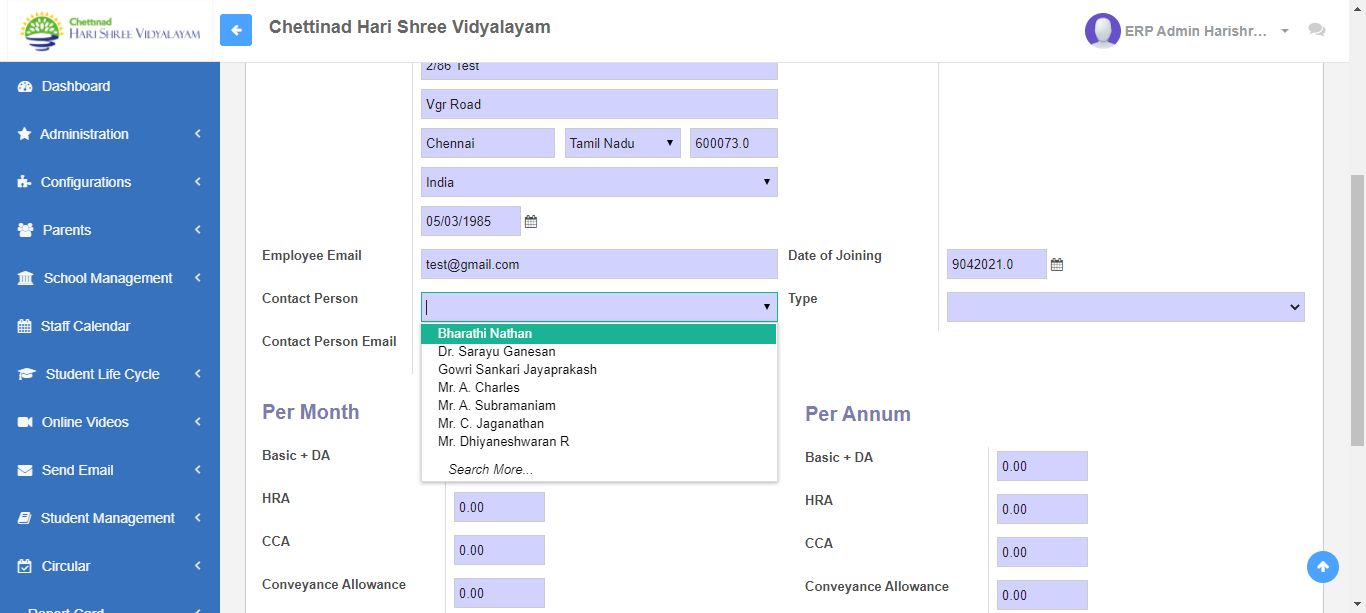 Chettinad
HARI SHREE VIDYALAYAM
Chettinad Hari Shree Vidyalayam
ERP Admin Harishr...
Dashboard
Administration
Configurations
Parents
School Management
Staff Calendar
Student Life Cycle
Online Videos
Send Email
Student Management
Circular
Report Card
2/86 Test
Vgr Road
Chennai
Tamil Nadu
600073.0
India
05/03/1985
Employee Email
test@gmail.com
Date of Joining
9042021.0
Contact Person
Type
Bharathi Nathan
Dr. Sarayu Ganesan
Gowri Sankari Jayaprakash
Mr. A. Charles
Mr. A. Subramaniam
Mr. C. Jaganathan
Mr. Dhiyaneshwaran R
Search More...
Contact Person Email
Per Month
Basic + DA
HRA
0.00
CCA
0.00
Conveyance Allowance
0.00
Per Annum
Basic + DA
0.00
HRA
0.00
CCA
0.00
Conveyance Allowance
0.00